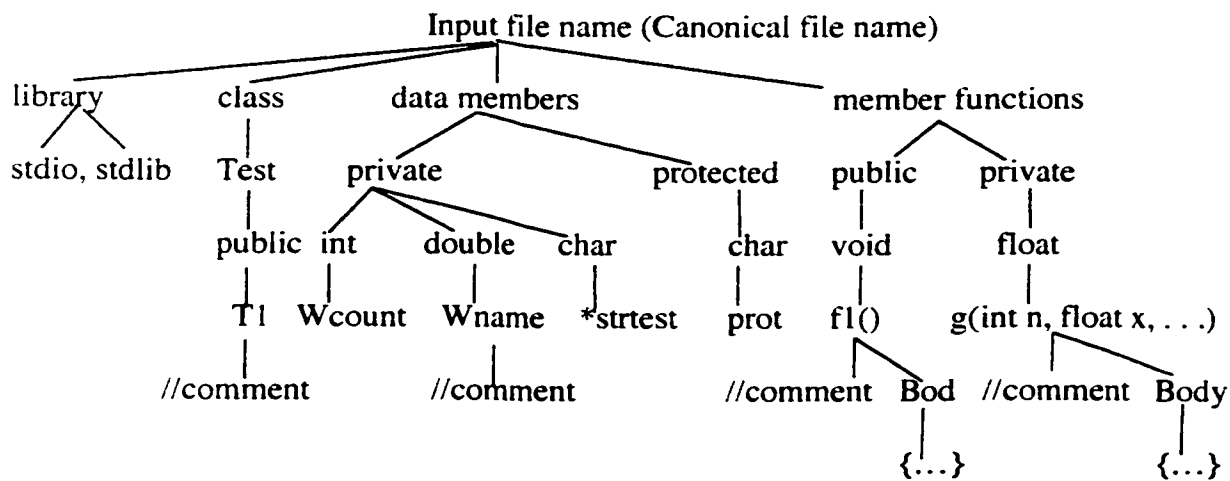 Input file name (Canonical file name)
library class data members member functions
stdio, stdlib Test private protected public private
public int double char char void float
T1 Wcount Wname *strtest prot f1() g(int n, float x, . . .)
//comment //comment //comment Bod //comment Body
{...} {...}